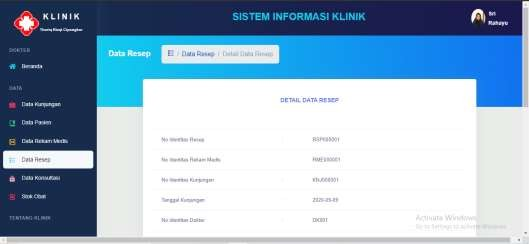 KLINIK
SISTEM INFORMASI KLINIK
Sri
Rahayu
DOKTER
Beranda
DATA
Data Kunjungan
Data Pasien
Data Rekam Medis
Data Resep
Data Konsultasi
Stok Obat
TENTANG KLINIK
Data Resep
/ Data Resep / Detail Data Resep
DETAIL DATA RESEP
No Identitas Resep : RSP000001
No Identitas Rekam Medis : RME000001
No Identitas Kunjungan : KNJ000001
Tanggal Kunjungan : 2020-09-09
No Identitas Dokter : DK001
Activate Windows
Go to Settings to activate Windows.